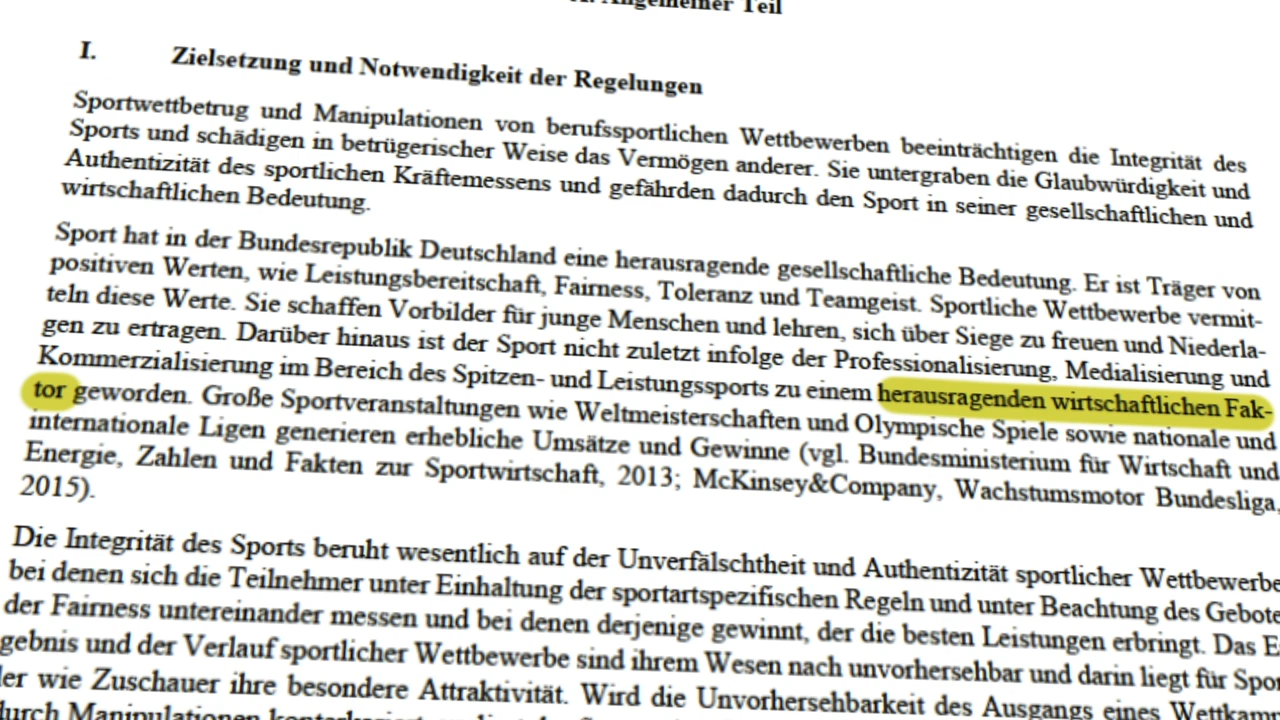 Angemeiner Teil
I. Zielsetzung und Notwendigkeit der Regelungen
Sportwettbetrug und Manipulationen von berufssportlichen Wettbewerben beeinträchtigen die Integrität des
Sports und schädigen in betrügerischer Weise das Vermögen anderer. Sie untergraben die Glaubwürdigkeit und
Authentizität des sportlichen Kräftemessens und gefährden dadurch den Sport in seiner gesellschaftlichen und
wirtschaftlichen Bedeutung.
Sport hat in der Bundesrepublik Deutschland eine herausragende gesellschaftliche Bedeutung. Er ist Träger von
positiven Werten, wie Leistungsbereitschaft, Fairness, Toleranz und Teamgeist. Sportliche Wettbewerbe vermit-
teln diese Werte. Sie schaffen Vorbilder für junge Menschen und lehren, sich über Siege zu freuen und Niederla-
gen zu ertragen. Darüber hinaus ist der Sport nicht zuletzt infolge der Professionalisierung, Medialisierung und
Kommerzialisierung im Bereich des Spitzen- und Leistungssports zu einem herausragenden wirtschaftlichen Fak-
tor geworden. Große Sportveranstaltungen wie Weltmeisterschaften und Olympische Spiele sowie nationale und
internationale Ligen generieren erhebliche Umsätze und Gewinne (vgl. Bundesministerium für Wirtschaft und
Energie, Zahlen und Fakten zur Sportwirtschaft, 2013; McKinsey&Company, Wachstumsmotor Bundesliga,
2015).
Die Integrität des Sports beruht wesentlich auf der Unverfälschtheit und Authentizität sportlicher Wettbewerbe
bei denen sich die Teilnehmer unter Einhaltung der sportartspezifischen Regeln und unter Beachtung des Gebote
der Fairness untereinander messen und bei denen derjenige gewinnt, der die besten Leistungen erbringt. Das E
gebnis und der Verlauf sportlicher Wettbewerbe sind ihrem Wesen nach unvorhersehbar und darin liegt für Spor
ler wie Zuschauer ihre besondere Attraktivität. Wird die Unvorhersehbarkeit des Ausgangs eines Wettkamp
durch Manipulationen